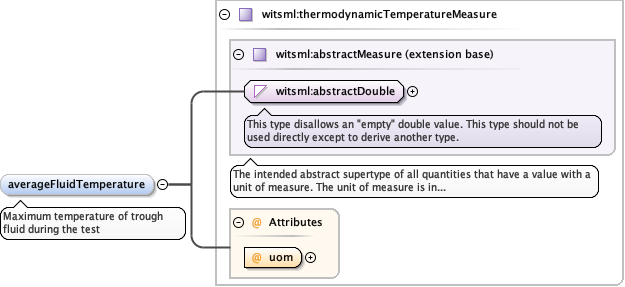 witsml:thermodynamicTemperatureMeasure
witsml:abstractMeasure (extension base)
witsml:abstractDouble
This type disallows an "empty" double value. This type should not be
used directly except to derive another type.
The intended abstract supertype of all quantities that have a value with a
unit of measure. The unit of measure is in...
averageFluidTemperature
Maximum temperature of trough
fluid during the test
@ Attributes
@ uom